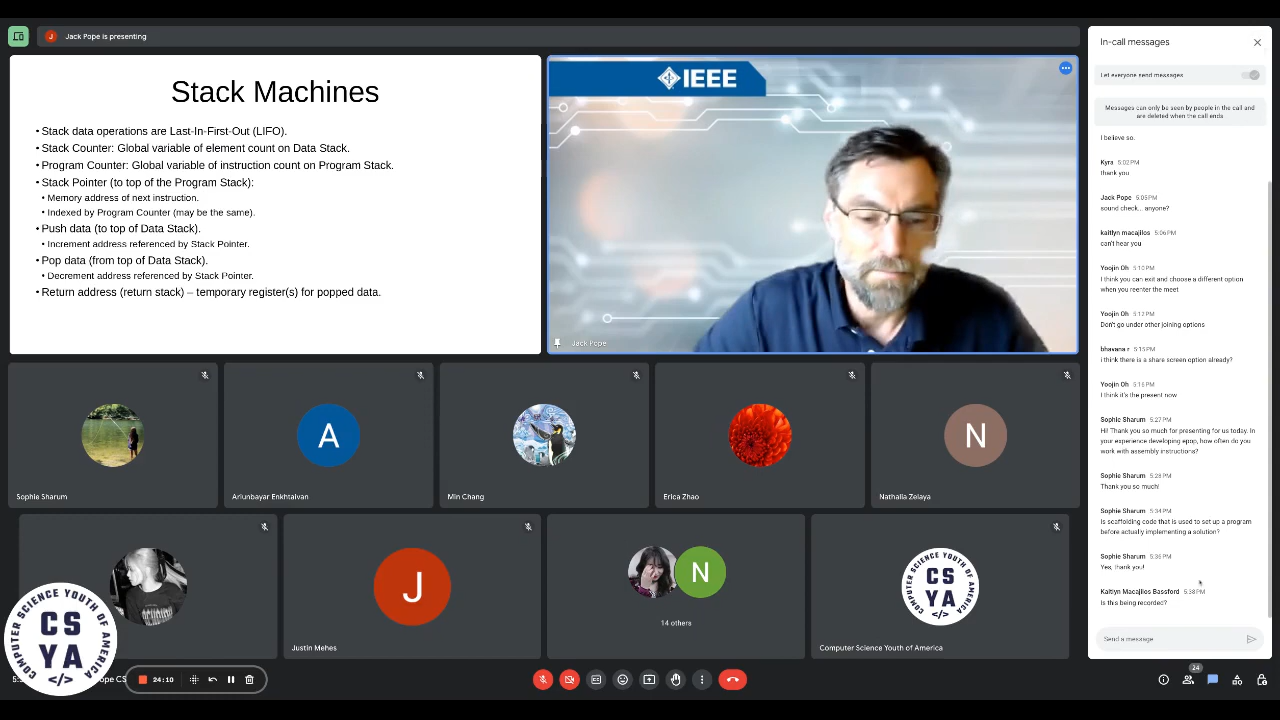 J Jack Pope is presenting
In-call messages
Stack Machines
• Stack data operations are Last-In-First-Out (LIFO).
• Stack Counter: Global variable of element count on Data Stack.
• Program Counter: Global variable of instruction count on Program Stack.
• Stack Pointer (to top of the Program Stack):
• Memory address of next instruction.
• Indexed by Program Counter (may be the same).
• Push data (to top of Data Stack).
• Increment address referenced by Stack Pointer.
• Pop data (from top of Data Stack).
• Decrement address referenced by Stack Pointer.
• Return address (return stack) – temporary register(s) for popped data.
IEEE
Jack Pope
A
N
Sophie Sharum
Ariunbayar Enkhtaivan
Min Chang
Erica Zhao
Nathalia Zelaya
J
N
CS
YA
</>
Justin Mehes
14 others
Computer Science Youth of America
COMPUTER SCIENCE YOUTH OF AMERICA
CS
YA
</>
24:10
Let everyone send messages
Messages can only be seen by people in the call and
are deleted when the call ends
I believe so.
Kyra 5:02 PM
thank you
Jack Pope 5:05 PM
sound check... anyone?
kaitlyn macajilos 5:06 PM
can't hear you
Yoojin Oh 5:10 PM
I think you can exit and choose a different option
when you reenter the meet
Yoojin Oh 5:12 PM
Don't go under other joining options
bhavana r 5:15 PM
i think there is a share screen option already?
Yoojin Oh 5:16 PM
I think it's the present now
Sophie Sharum 5:27 PM
Hi! Thank you so much for presenting for us today. In
your experience developing epop, how often do you
work with assembly instructions?
Sophie Sharum 5:28 PM
Thank you so much!
Sophie Sharum 5:34 PM
Is scaffolding code that is used to set up a program
before actually implementing a solution?
Sophie Sharum 5:36 PM
Yes, thank you!
Kaitlyn Macajilos Bassford 5:38 PM
Is this being recorded?
Send a message
24